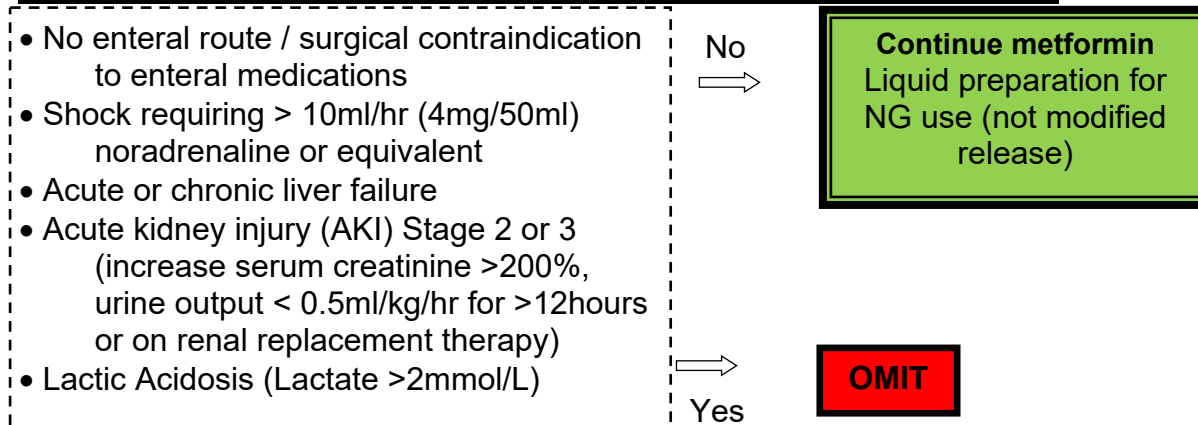 • No enteral route / surgical contraindication
to enteral medications
• Shock requiring > 10ml/hr (4mg/50ml)
noradrenaline or equivalent
• Acute or chronic liver failure
• Acute kidney injury (AKI) Stage 2 or 3
(increase serum creatinine >200%,
urine output < 0.5ml/kg/hr for >12hours
or on renal replacement therapy)
• Lactic Acidosis (Lactate >2mmol/L)
No
Continue metformin
Liquid preparation for
NG use (not modified
release)
Yes
OMIT